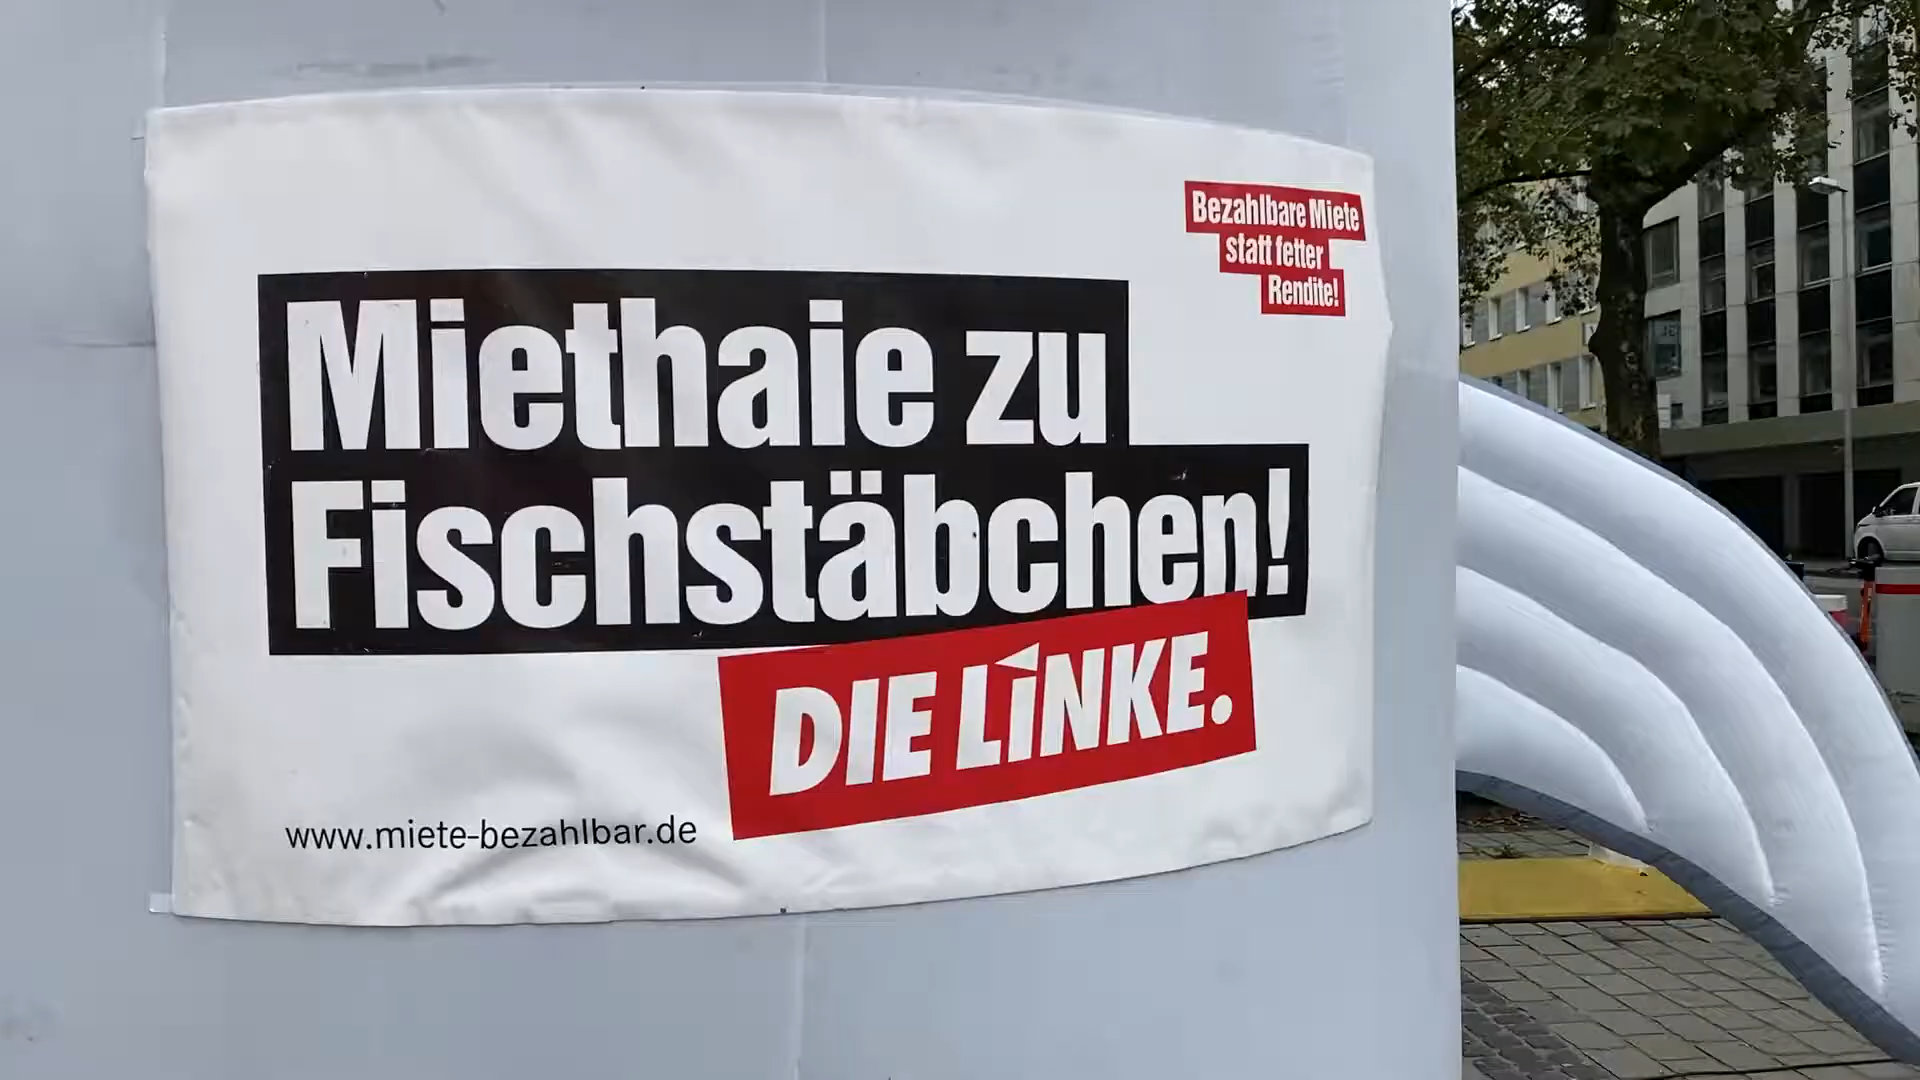 Bezahlbare Miete
statt fetter
Rendite!
Miethaie zu
Fischstäbchen!
DIE LINKE.
www.miete-bezahlbar.de